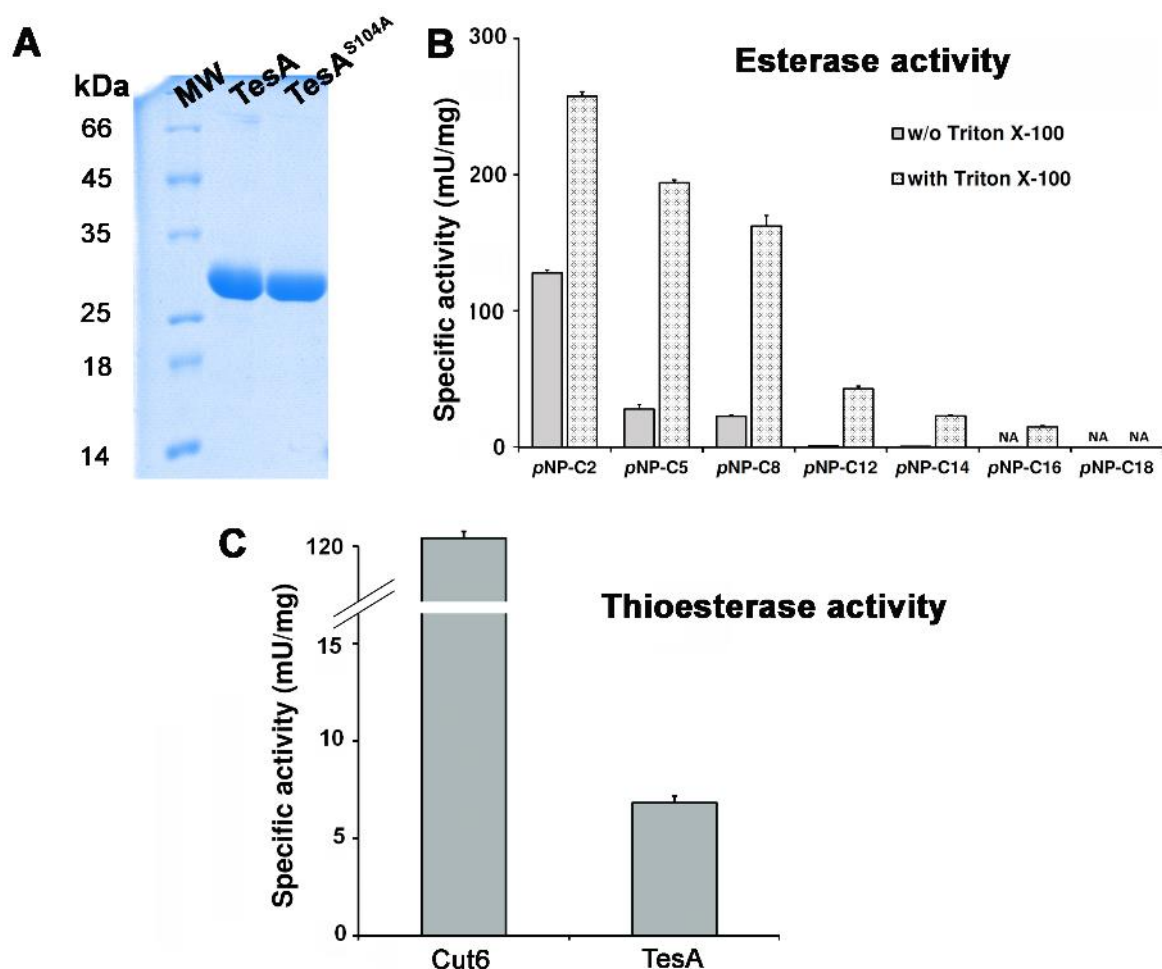 A
kDa
MW
TesA
TesA^S104A
66
45
35
25
18
14
B
Esterase activity
Specific activity (mU/mg)
300
200
100
0
w/o Triton X-100
with Triton X-100
NA
NA
NA
pNP-C2
pNP-C5
pNP-C8
pNP-C12
pNP-C14
pNP-C16
pNP-C18
C
Thioesterase activity
Specific activity (mU/mg)
120
15
10
5
0
Cut6
TesA